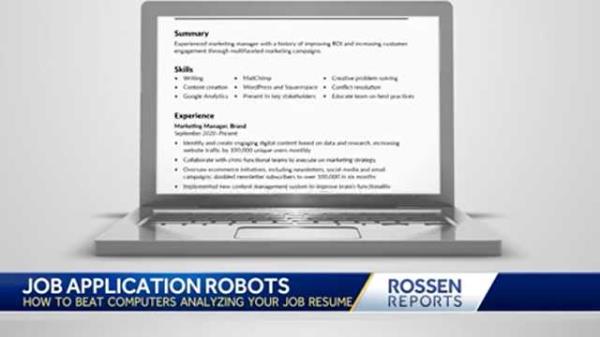 Summary
Experienced marketing manager with a history of improving ROI and increasing customer
engagement through multifaceted marketing campaigns.
Skills
• Writing • MailChimp • Creative problem solving
• Content creation • WordPress and Squarespace • Conflict resolution
• Google Analytics • Present to key stakeholders • Educate team on best practices
Experience
Marketing Manager, Brand
September 2020-Present
• Identify and create engaging digital content based on data and research, increasing
website traffic by 100,000 unique users monthly
• Collaborate with cross-functional teams to execute on marketing strategy
• Oversaw ecommerce initiatives, including newsletters, social media and email
campaigns; doubled newsletter subscribers to over 100,000 in six months
• Implemented new content management system to improve brand's functionality
JOB APPLICATION ROBOTS
HOW TO BEAT COMPUTERS ANALYZING YOUR JOB RESUME
ROSSEN
REPORTS